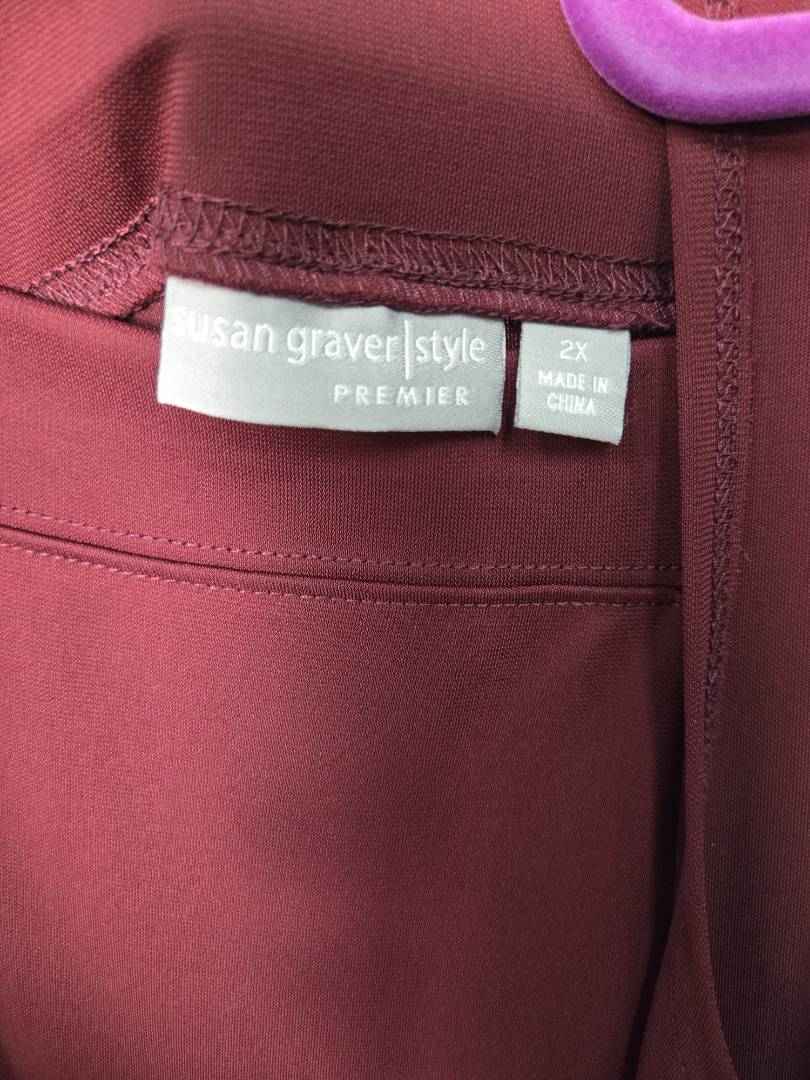 susan graver|style
PREMIER
2X
MADE IN
CHINA